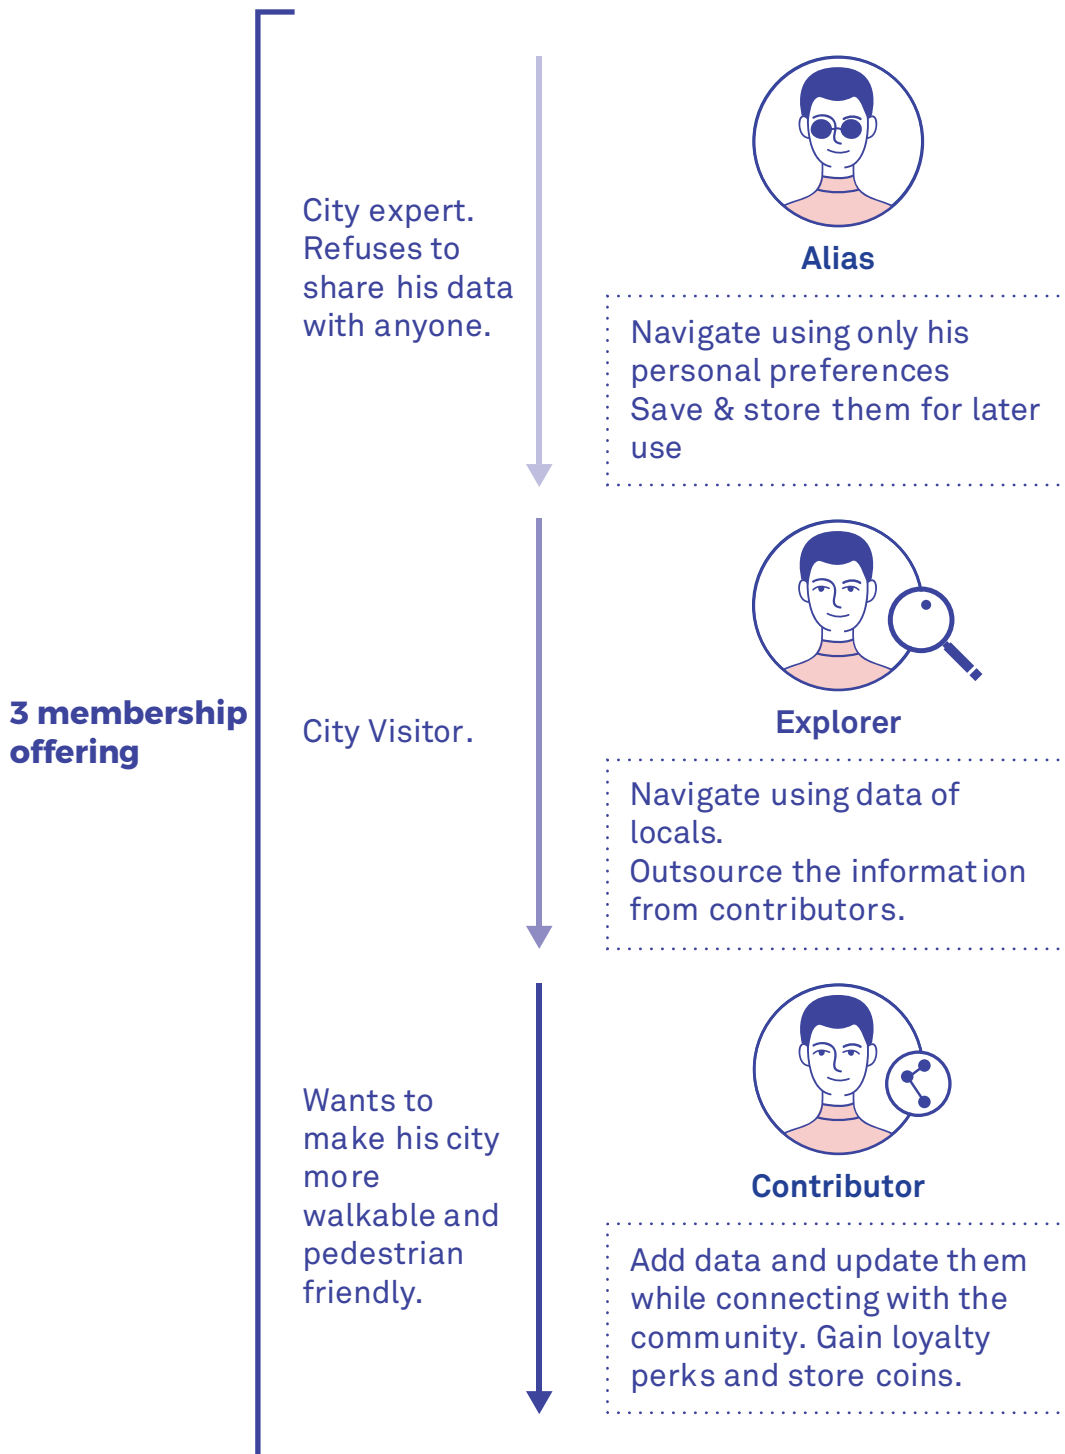 3 membership
offering
City expert.
Refuses to
share his data
with anyone.
Alias
Navigate using only his
personal preferences
Save & store them for later
use
City Visitor.
Explorer
Navigate using data of
locals.
Outsource the information
from contributors.
Wants to
make his city
more
walkable and
pedestrian
friendly.
Contributor
Add data and update them
while connecting with the
community. Gain loyalty
perks and store coins.